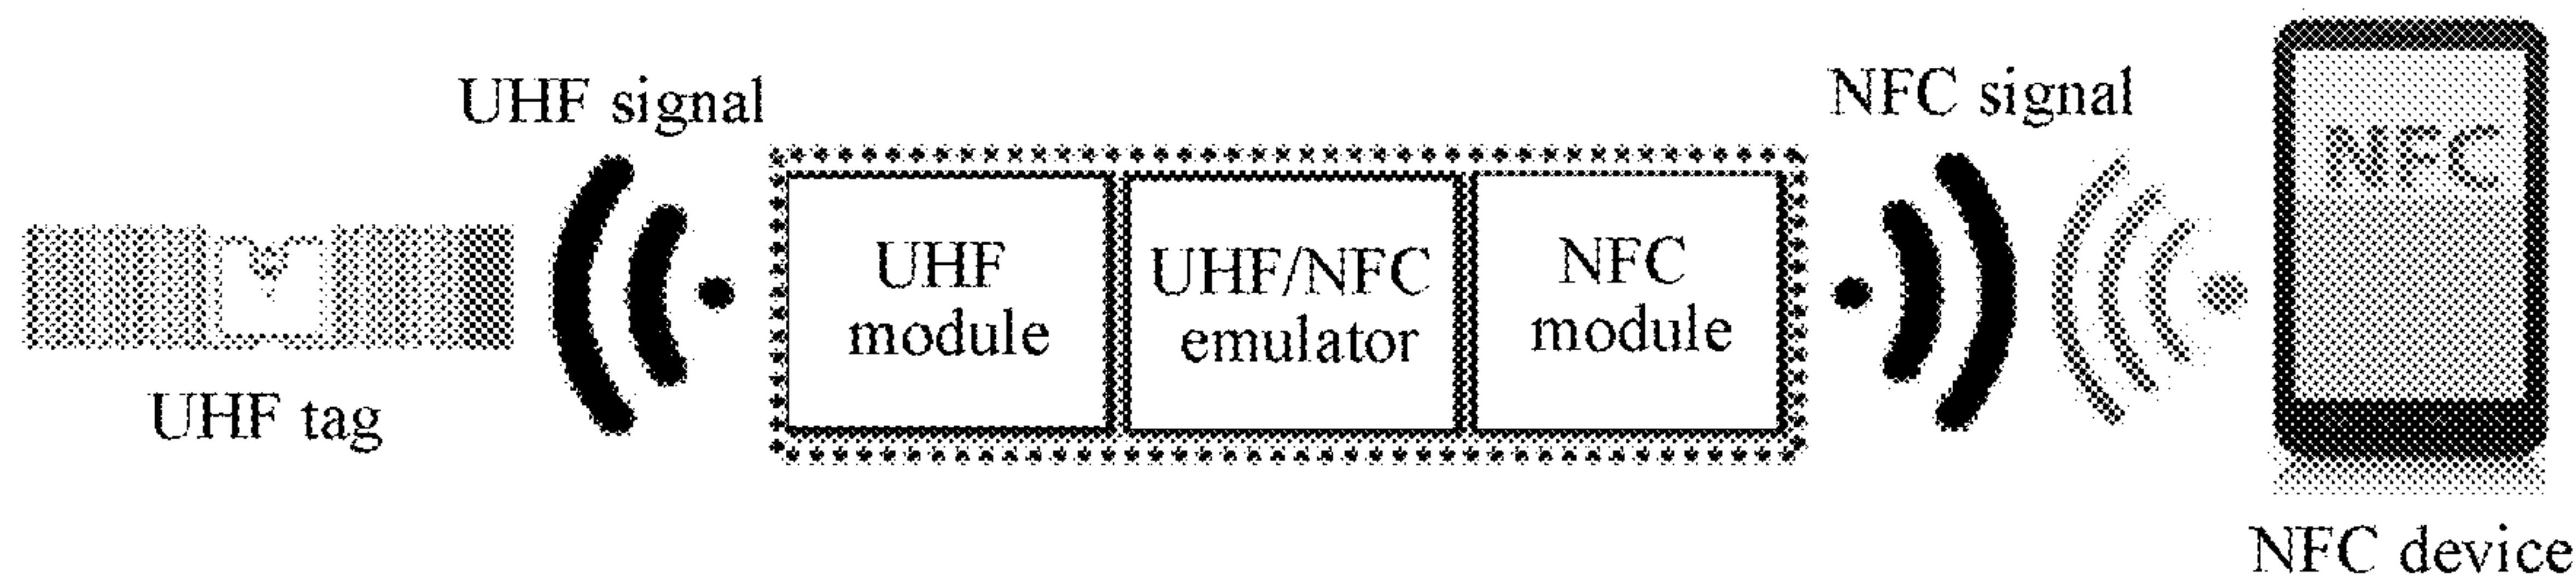 UHF signal
NFC signal
NFC
UHF
module
UHF/NFC
emulator
NFC
module
UHF tag
NFC device